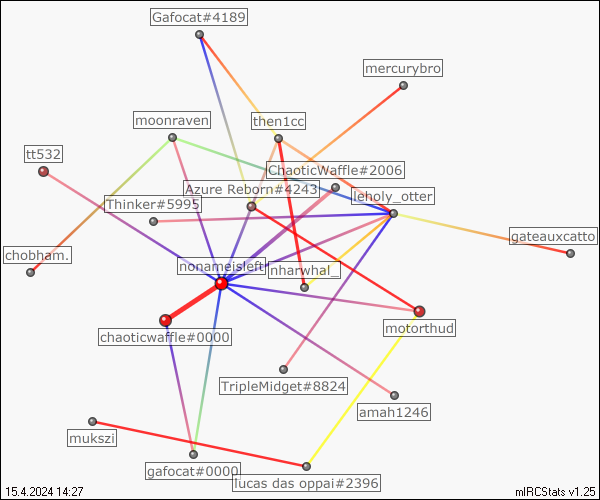 Gafocat#4189
mercurybro
moonraven
then1cc
tt532
ChaoticWaffle#2006
Azure Reborn#4243
leholy_otter
Thinker#5995
gateauxcatto
chobham.
nonameisleft
nharwhal_
motorthud
chaoticwaffle#0000
TripleMidget#8824
amah1246
mukszi
gafocat#0000
lucas das oppai#2396
15.4.2024 14:27
mIRCStats v1.25